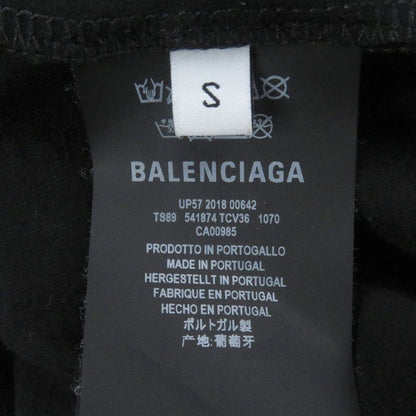 S
BALENCIAGA
UP57 2018 00642
TS89 541874 TCV36 1070
CA00985
PRODOTTO IN PORTOGALLO
MADE IN PORTUGAL
HERGESTELLT IN PORTUGAL
FABRIQUE EN PORTUGAL
HECHO EN PORTUGAL
ポルトガル製
产地:葡萄牙